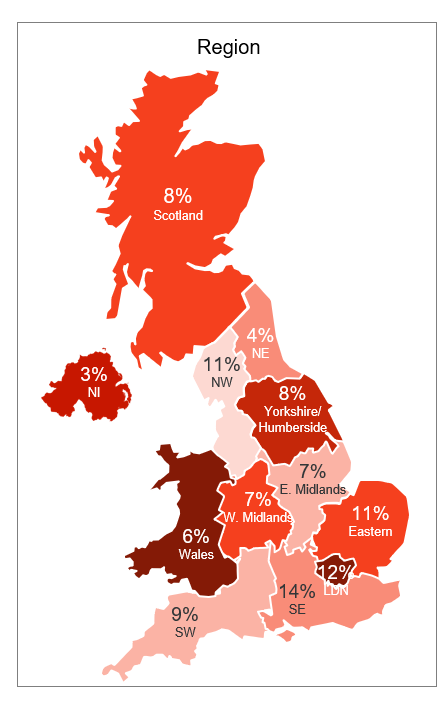 Region
8%
Scotland
4%
NE
11%
NW
3%
NI
8%
Yorkshire/
Humberside
7%
E. Midlands
7%
W. Midlands
11%
Eastern
6%
Wales
12%
LDN
14%
SE
9%
SW